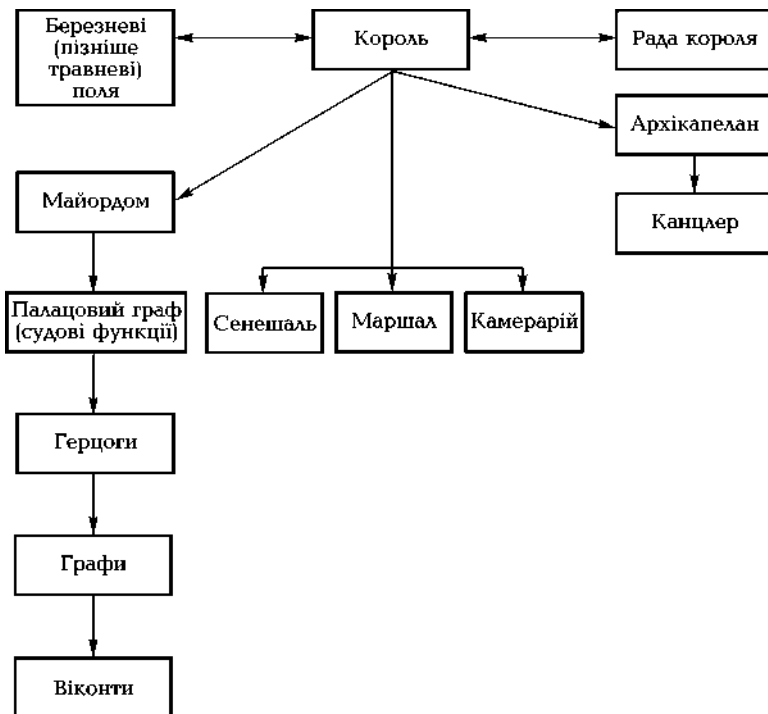 Березневі
(пізніше
травневі)
поля
Король
Рада короля
Архікапелан
Майордом
Канцлер
Палацовий граф
(судові функції)
Сенешаль
Маршал
Камерарій
Герцоги
Графи
Віконти